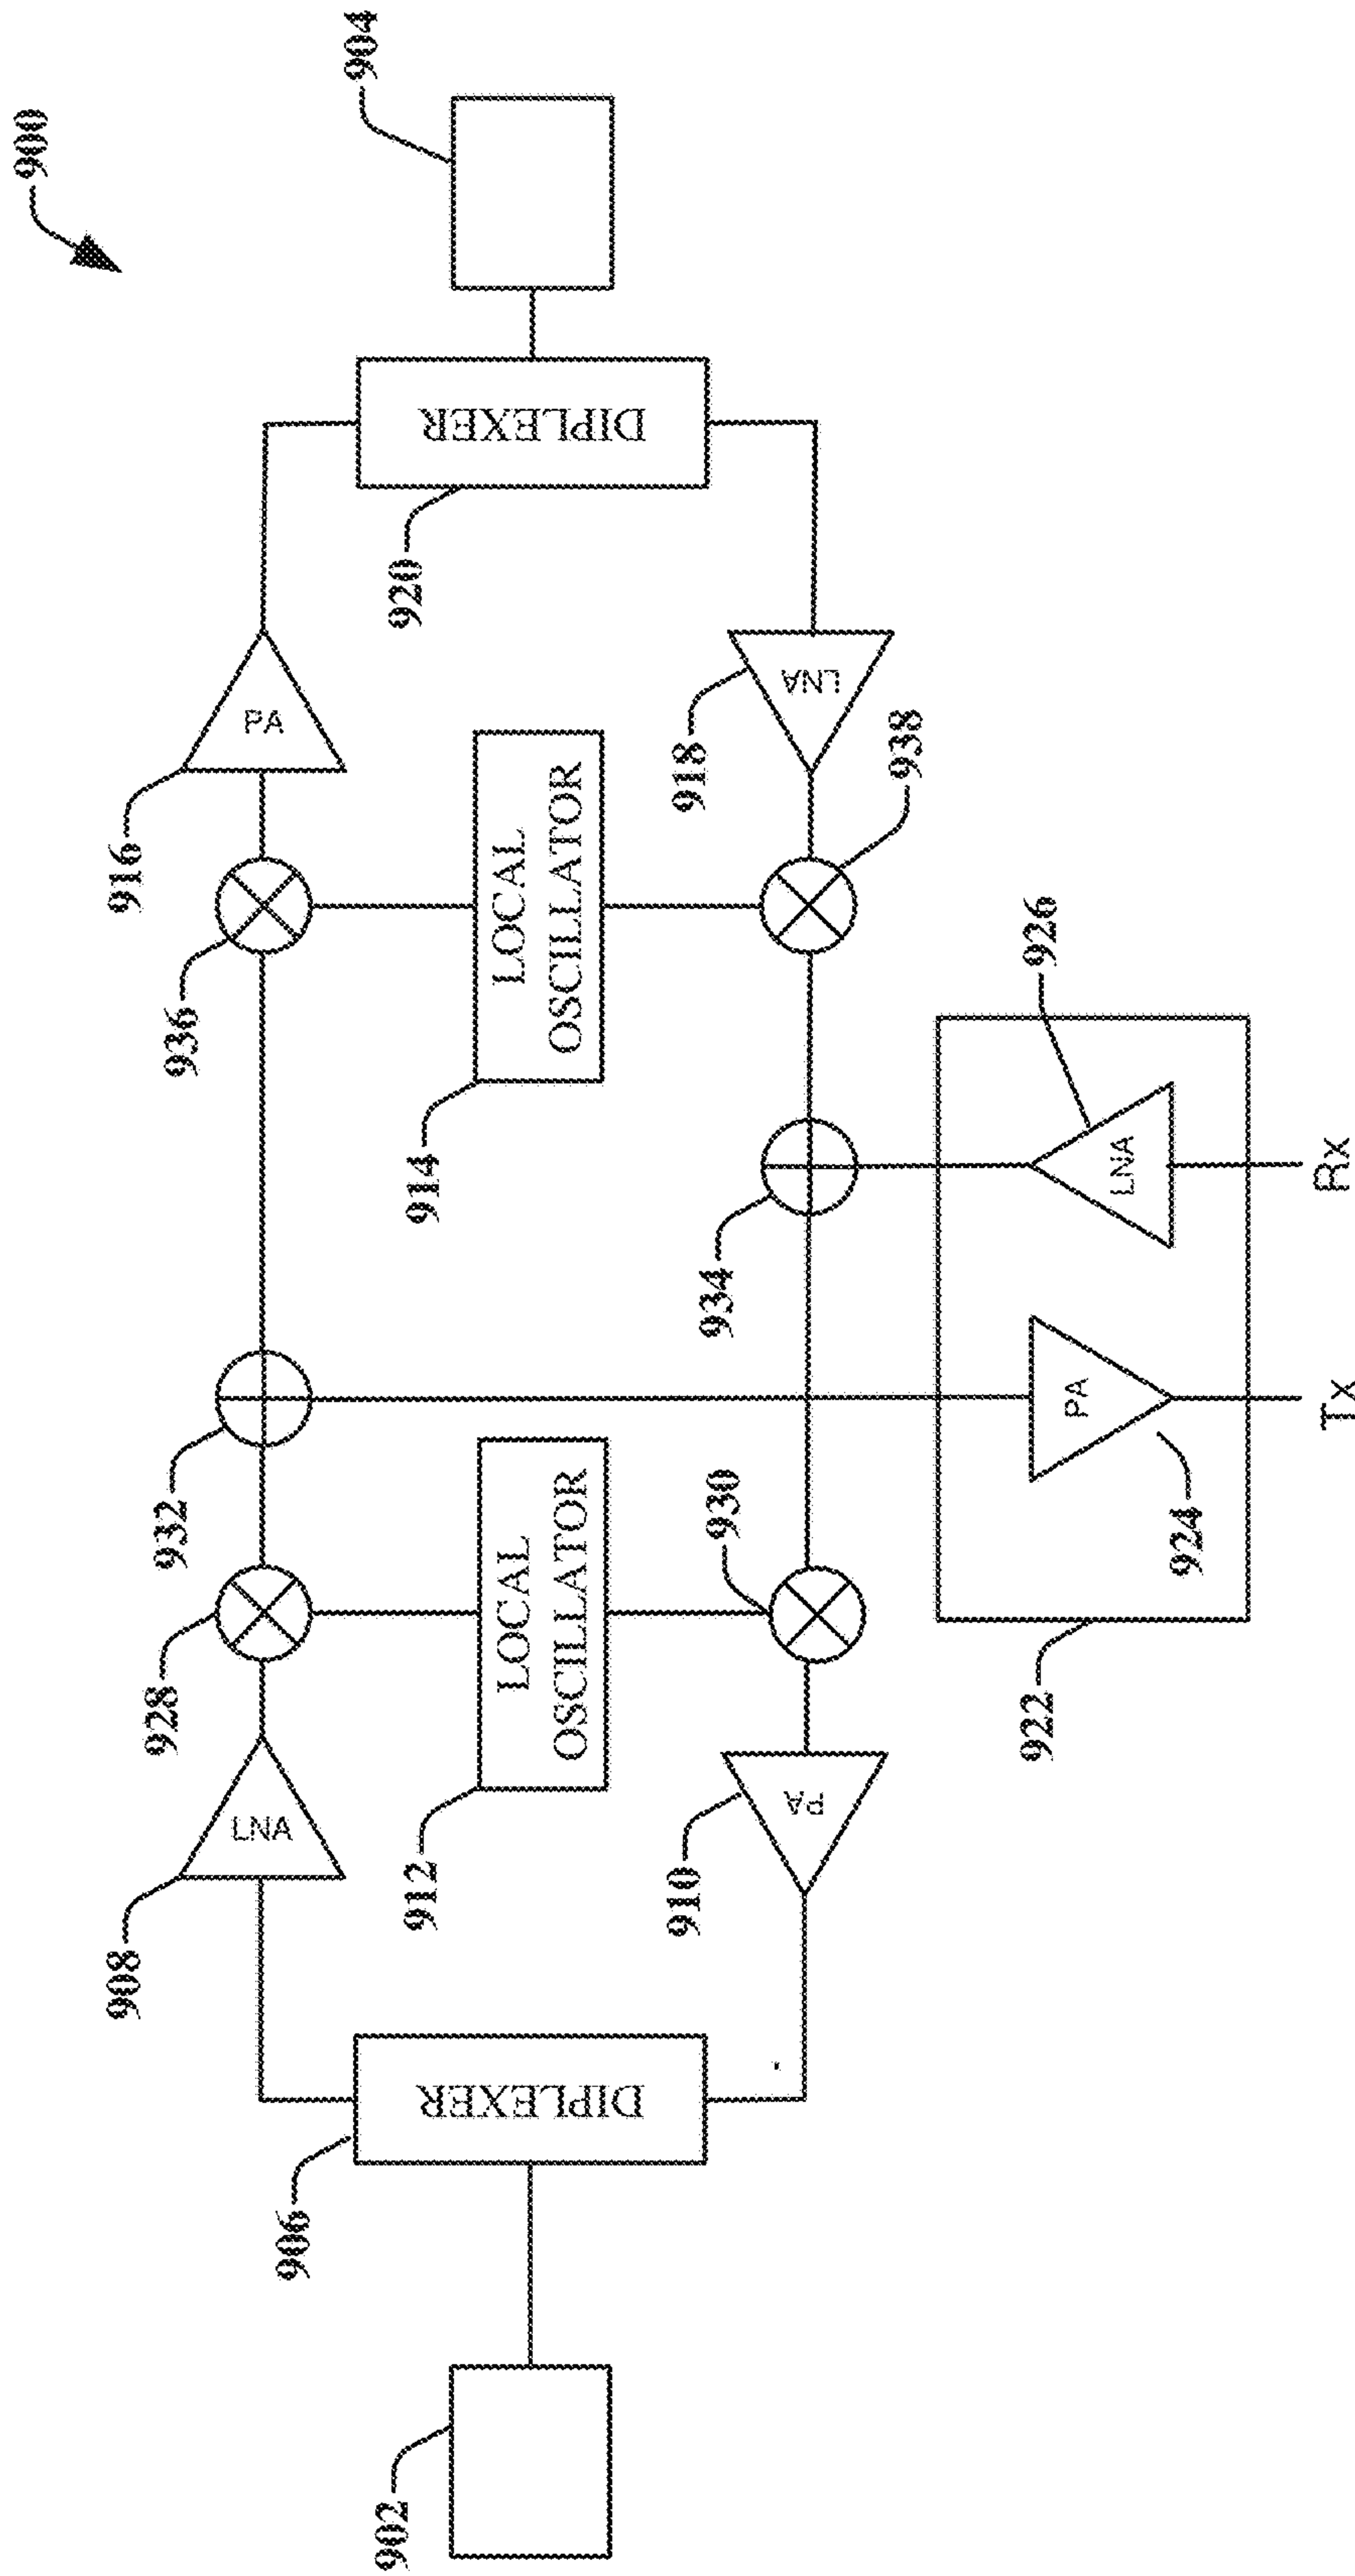 900
904
916
936
PA
920
DIPLEXER
932
928
908
LNA
914
LOCAL
OSCILLATOR
918
LNA
938
912
LOCAL
OSCILLATOR
934
930
910
PA
906
DIPLEXER
902
926
LNA
Rx
PA
924
Tx
922